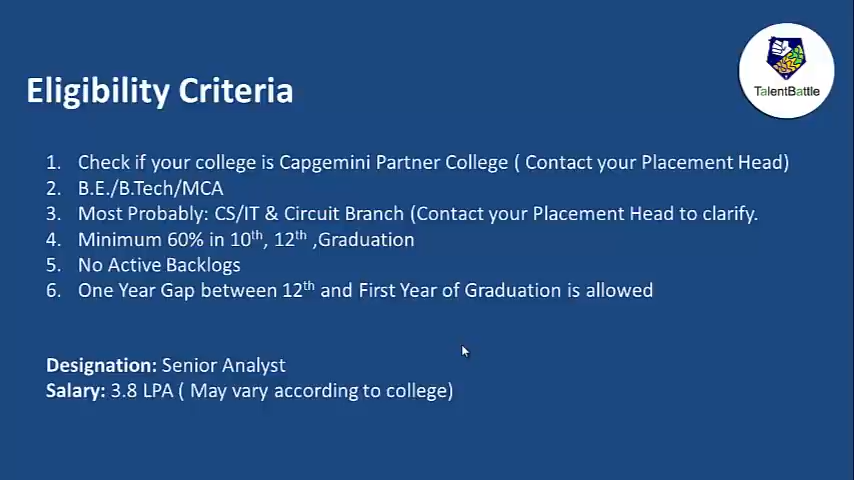 TalentBattle
Eligibility Criteria
1. Check if your college is Capgemini Partner College ( Contact your Placement Head)
2. B.E./B.Tech/MCA
3. Most Probably: CS/IT & Circuit Branch (Contact your Placement Head to clarify.
4. Minimum 60% in 10th, 12th ,Graduation
5. No Active Backlogs
6. One Year Gap between 12th and First Year of Graduation is allowed
Designation: Senior Analyst
Salary: 3.8 LPA ( May vary according to college)